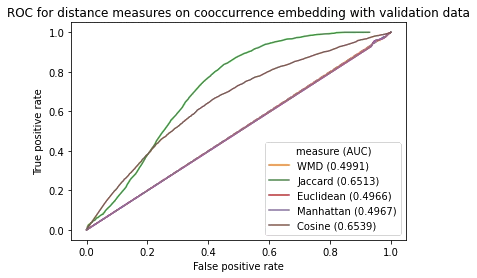 ROC for distance measures on cooccurrence embedding with validation data
1.0
0.8
0.6
0.4
0.2
0.0
True positive rate
measure (AUC)
WMD (0.4991)
Jaccard (0.6513)
Euclidean (0.4966)
Manhattan (0.4967)
Cosine (0.6539)
0.0 0.2 0.4 0.6 0.8 1.0
False positive rate